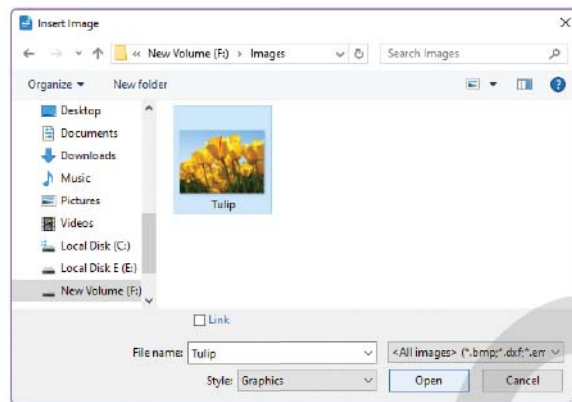 Insert Image
« New Volume (F:) › Images
Search Images
Organize
New folder
Desktop
Documents
Downloads
Music
Pictures
Videos
Local Disk (C:)
Local Disk E (E:)
New Volume (F:)
Tulip
Link
File name: Tulip
<All images> (*.bmp;*.dxf;*.em
Style: Graphics
Open
Cancel